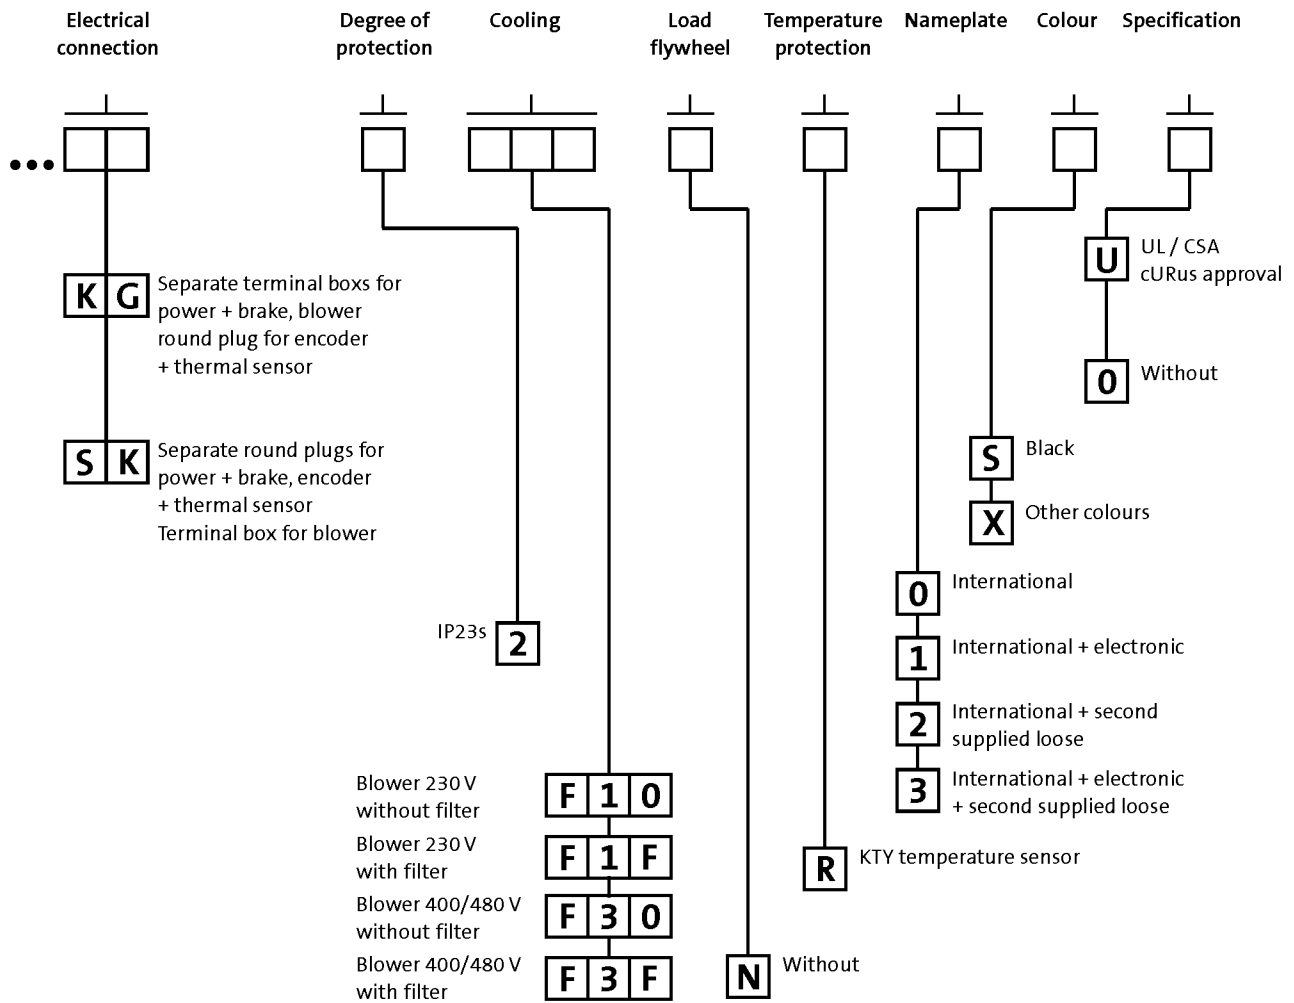 Electrical
connection
Degree of
protection
Cooling
Load
flywheel
Temperature
protection
Nameplate
Colour
Specification
...
U
UL / CSA
cURus approval
K G
Separate terminal boxes for
power + brake, blower
round plug for encoder
+ thermal sensor
0
Without
S K
Separate round plugs for
power + brake, encoder
+ thermal sensor
Terminal box for blower
S
Black
X
Other colours
0
International
IP23s
2
1
International + electronic
2
International + second
supplied loose
3
International + electronic
+ second supplied loose
Blower 230 V
without filter
F 1 0
Blower 230 V
with filter
F 1 F
R
KTY temperature sensor
Blower 400/480 V
without filter
F 3 0
Blower 400/480 V
with filter
F 3 F
N
Without